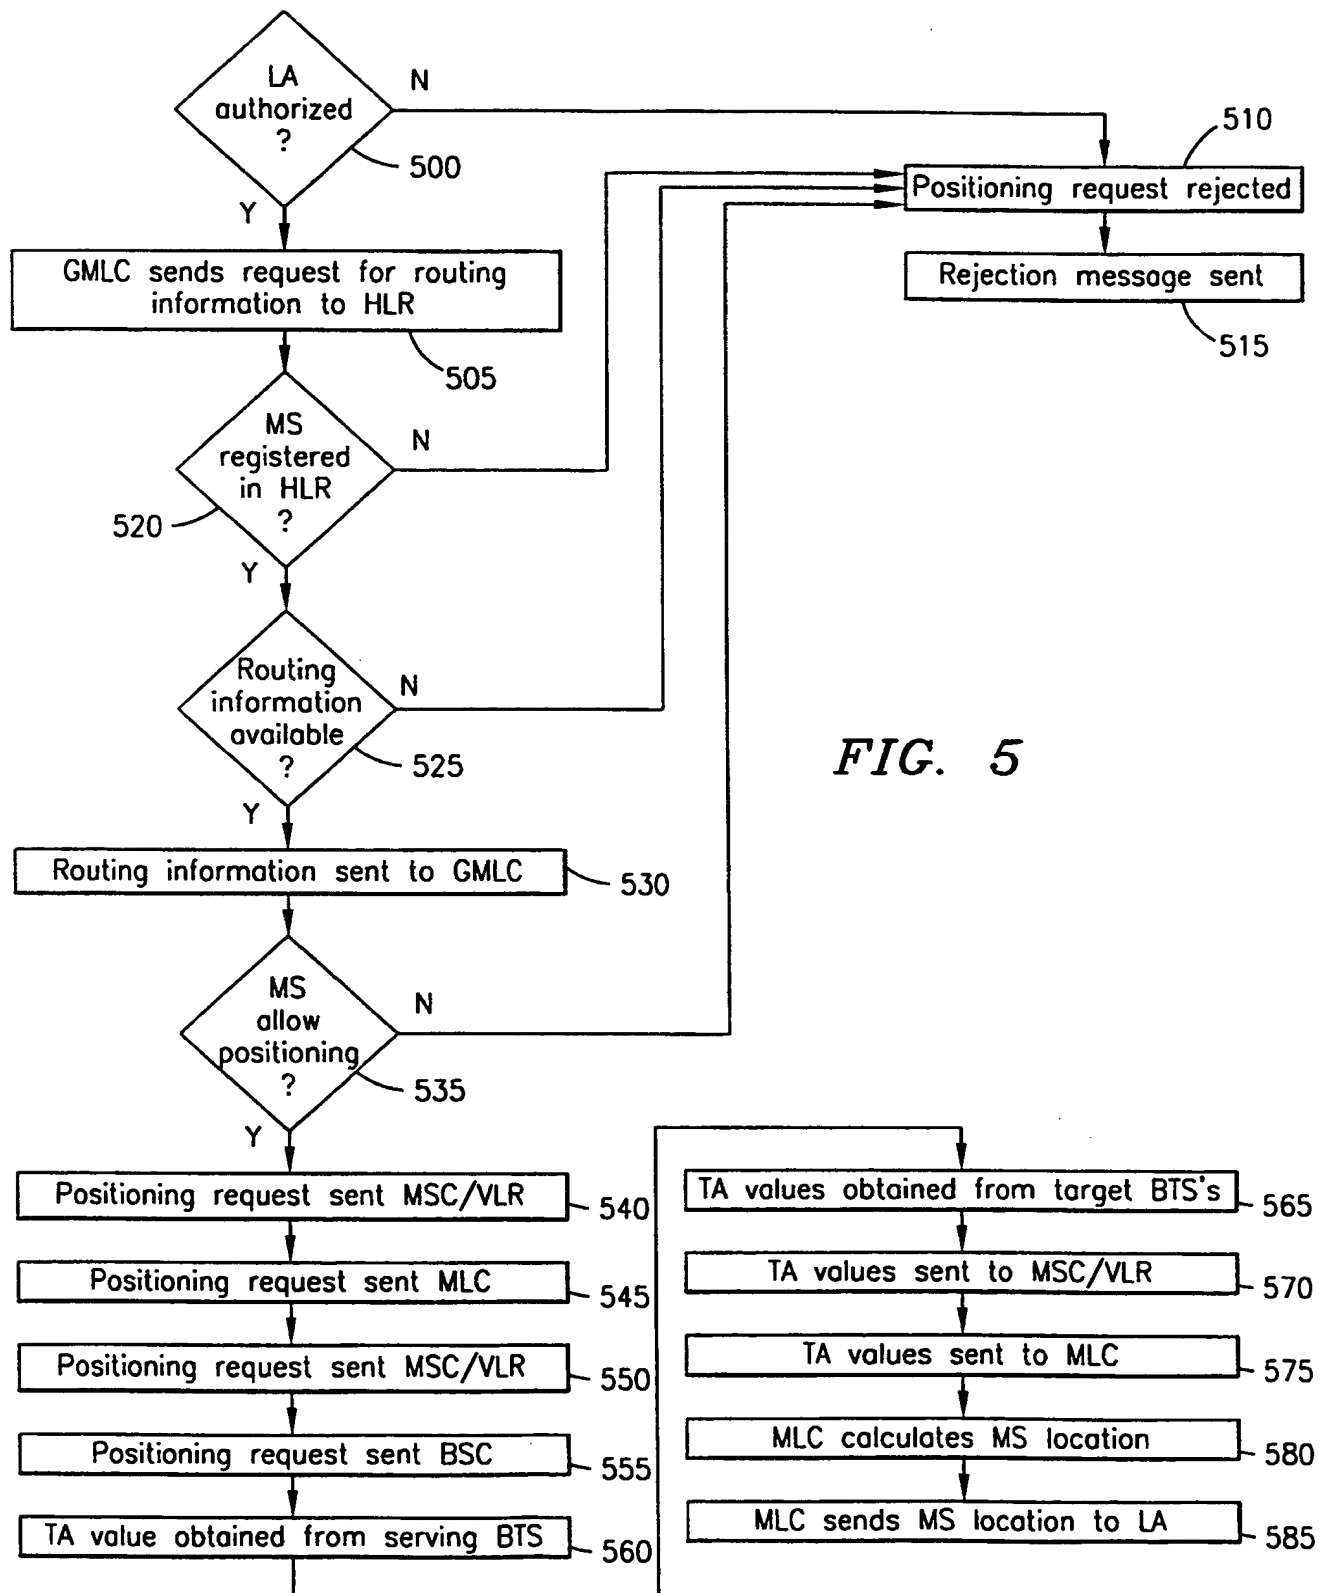 LA
authorized
?
N
500
Y
510
Positioning request rejected
Rejection message sent
515
GMLC sends request for routing
information to HLR
505
MS
registered
in HLR
?
N
520
Y
Routing
information
available
?
N
525
Y
FIG. 5
Routing information sent to GMLC
530
MS
allow
positioning
?
N
535
Y
Positioning request sent MSC/VLR
540
Positioning request sent MLC
545
Positioning request sent MSC/VLR
550
Positioning request sent BSC
555
TA value obtained from serving BTS
560
TA values obtained from target BTS's
565
TA values sent to MSC/VLR
570
TA values sent to MLC
575
MLC calculates MS location
580
MLC sends MS location to LA
585